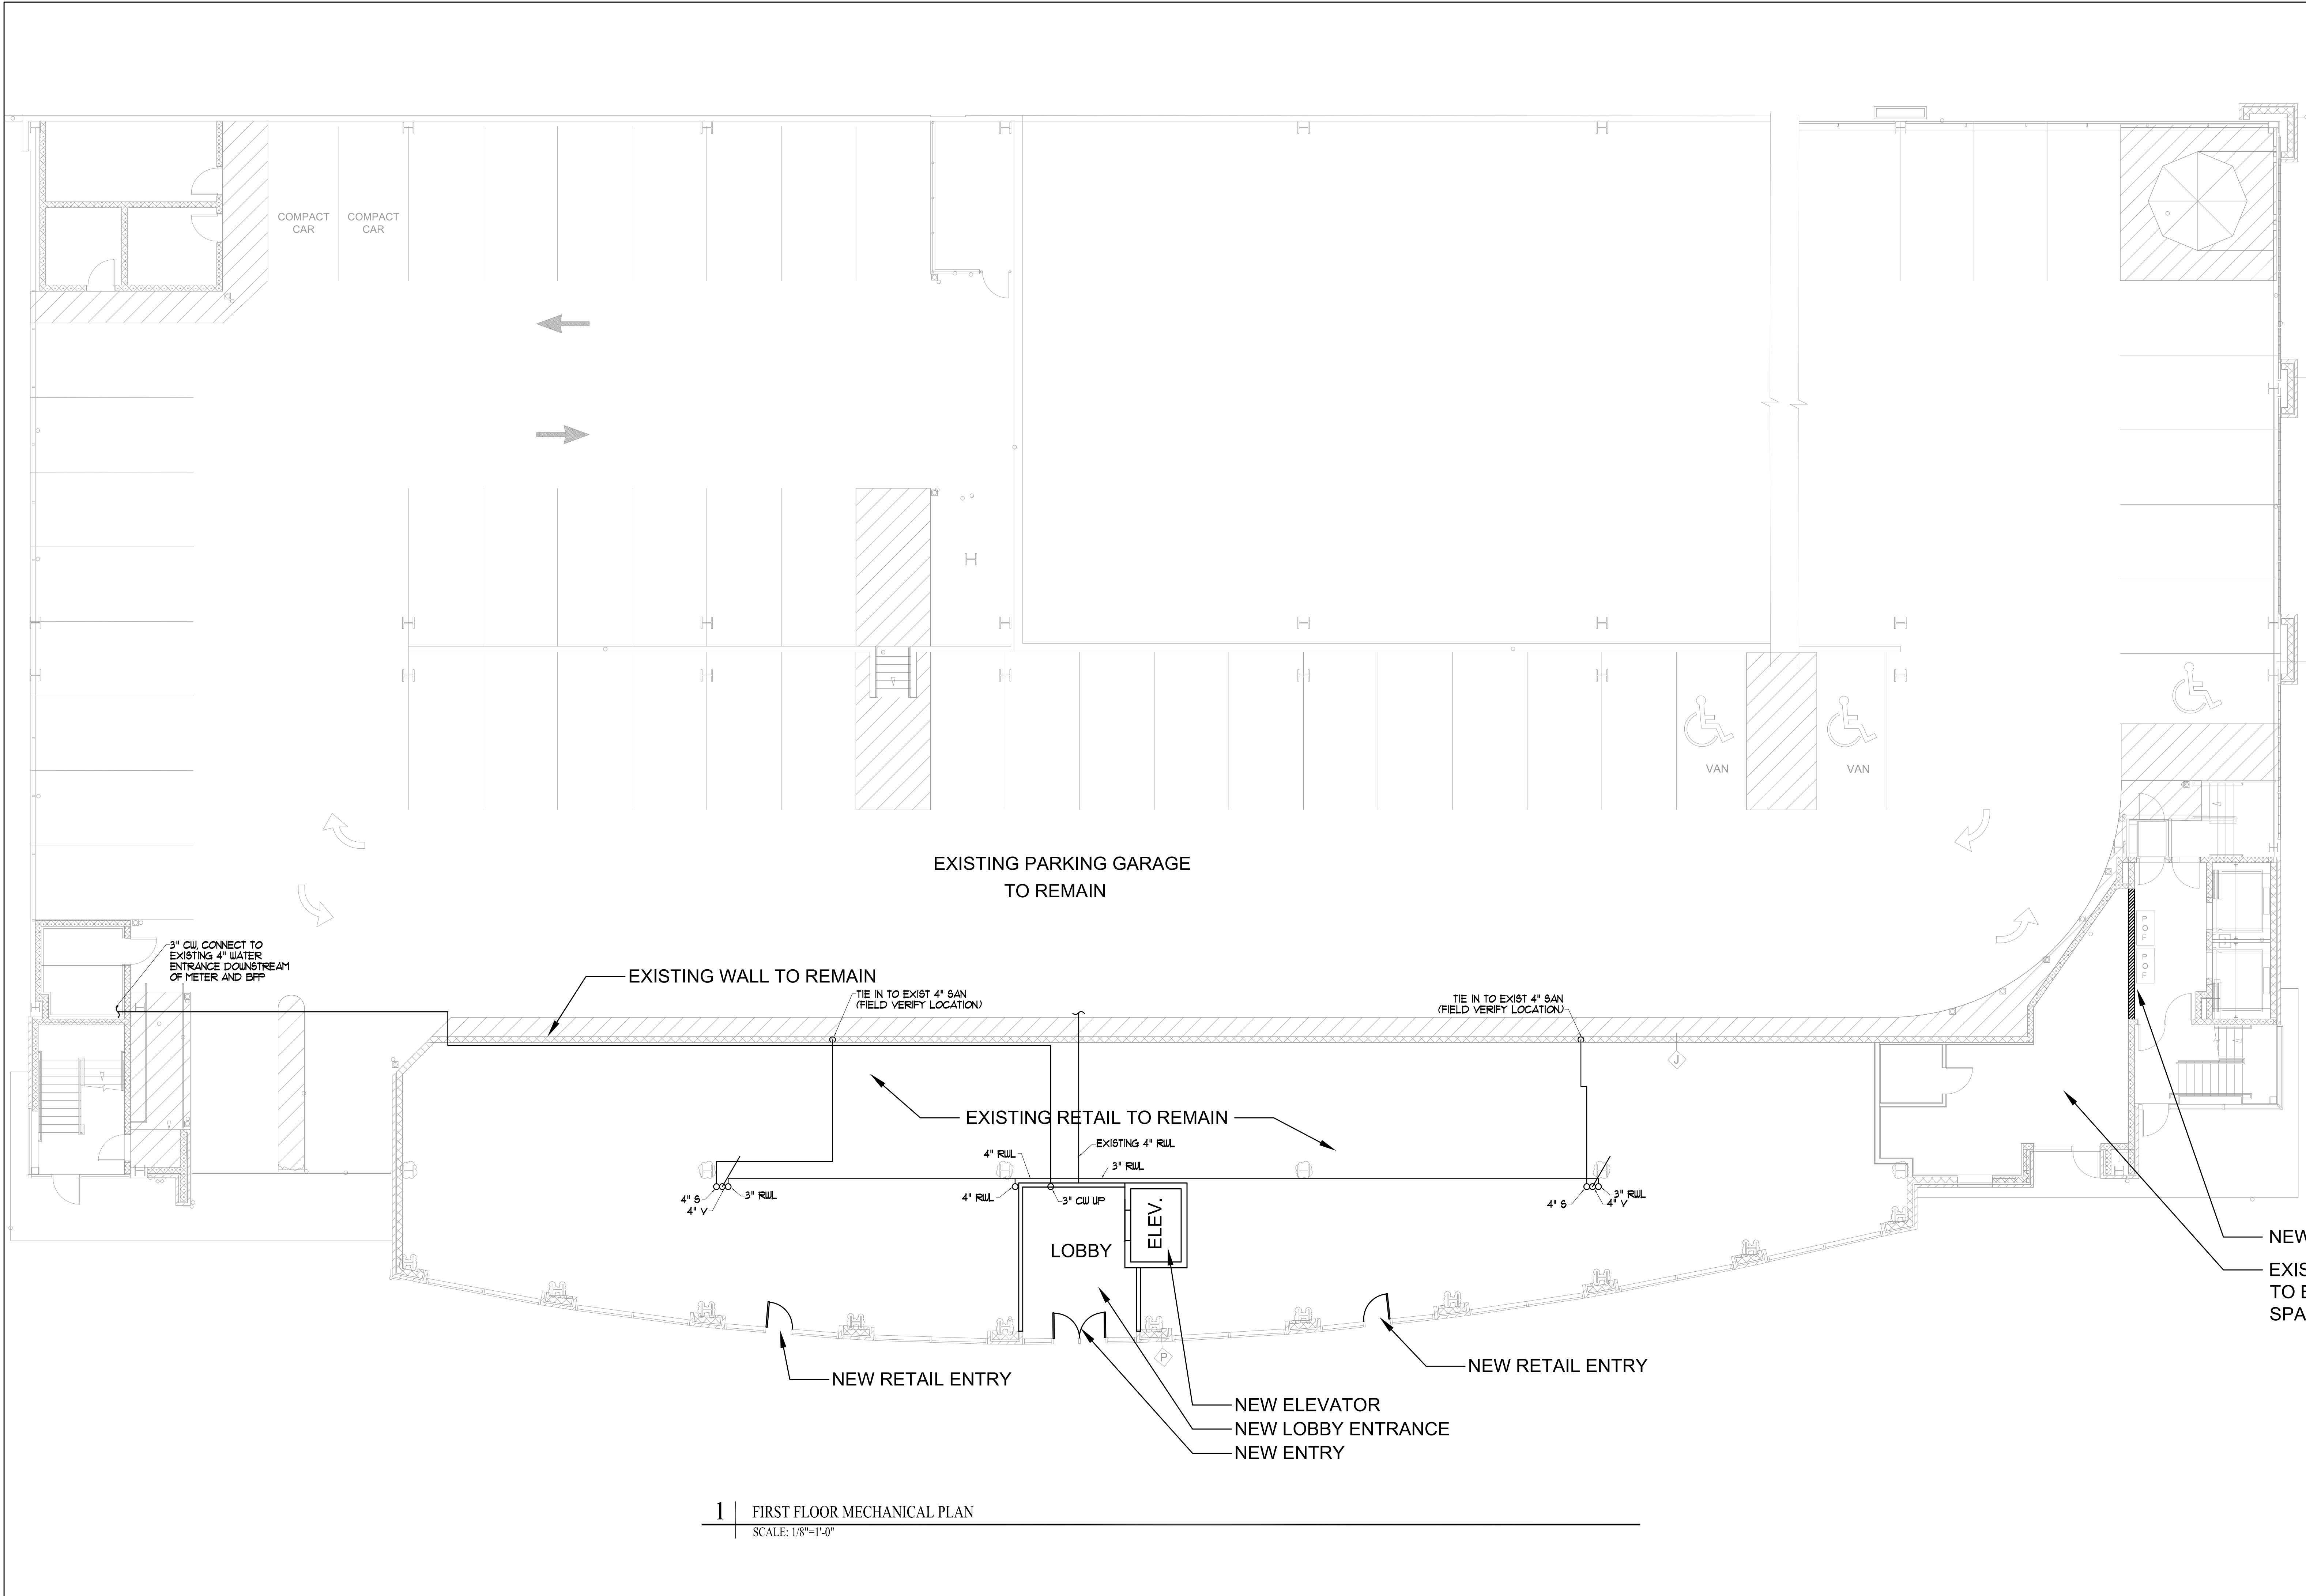 COMPACT
CAR
COMPACT
CAR
VAN
VAN
EXISTING PARKING GARAGE
TO REMAIN
P
O
F
P
O
F
3" CW, CONNECT TO
EXISTING 4" WATER
ENTRANCE DOWNSTREAM
OF METER AND BFP
EXISTING WALL TO REMAIN
TIE IN TO EXIST 4" SAN
(FIELD VERIFY LOCATION)
TIE IN TO EXIST 4" SAN
(FIELD VERIFY LOCATION)
J
EXISTING RETAIL TO REMAIN
EXISTING 4" RWL
4" RWL
3" RWL
4" S
4" V
3" RWL
4" RWL
3" CW UP
4" S
3" RWL
4" V
ELEV.
LOBBY
NEW
EXIS
TO E
SPA
P
NEW RETAIL ENTRY
NEW RETAIL ENTRY
NEW ELEVATOR
NEW LOBBY ENTRANCE
NEW ENTRY
1
FIRST FLOOR MECHANICAL PLAN
SCALE: 1/8"=1'-0"